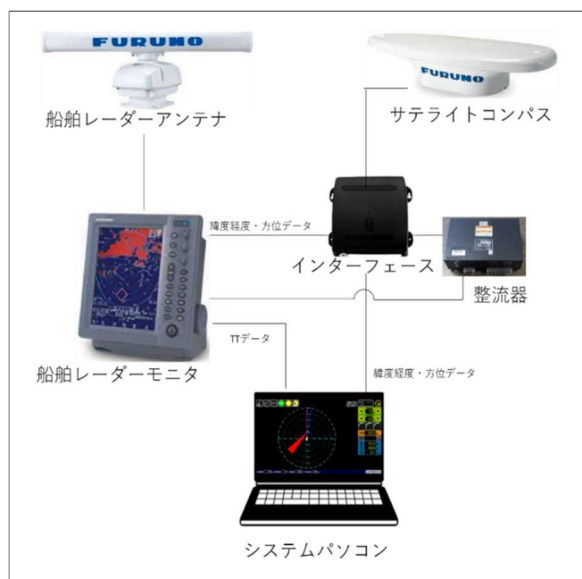 FURUNO
FURUNO
船舶レーダーアンテナ
サテライトコンパス
緯度経度・方位データ
インターフェース
整流器
TTデータ
船舶レーダーモニタ
緯度経度・方位データ
システムパソコン